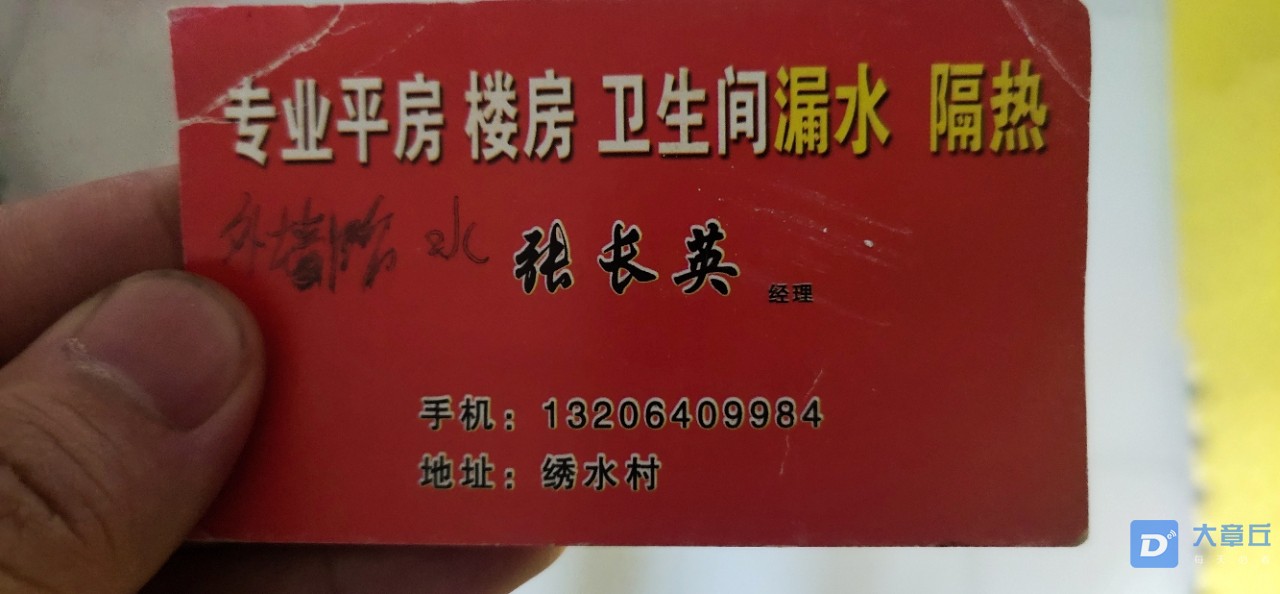 专业平房 楼房 卫生间漏水 隔热
外墙 水
张长英 经理
手机：13206409984
地址：绣水村
大章丘